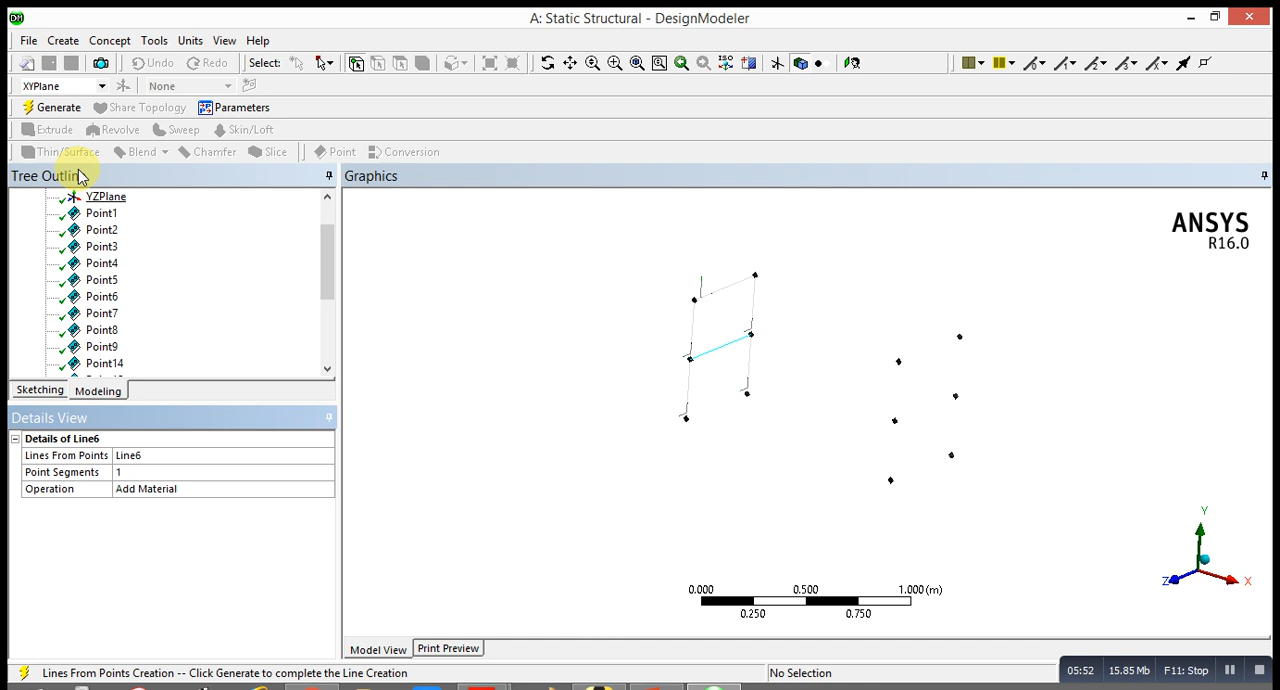 DM
A: Static Structural - DesignModeler
File Create Concept Tools Units View Help
Undo Redo Select:
XYPlane None
Generate Share Topology Parameters
Extrude Revolve Sweep Skin/Loft
Thin/Surface Blend Chamfer Slice Point Conversion
Tree Outline
Graphics
YZPlane
Point1
Point2
Point3
Point4
Point5
Point6
Point7
Point8
Point9
Point14
Sketching Modeling
Details View
Details of Line6
Lines From Points Line6
Point Segments 1
Operation Add Material
ANSYS
R16.0
Y
Z X
0.000 0.500 1.000 (m)
0.250 0.750
Model View Print Preview
Lines From Points Creation -- Click Generate to complete the Line Creation
No Selection
05:52 15.85 Mb F11: Stop